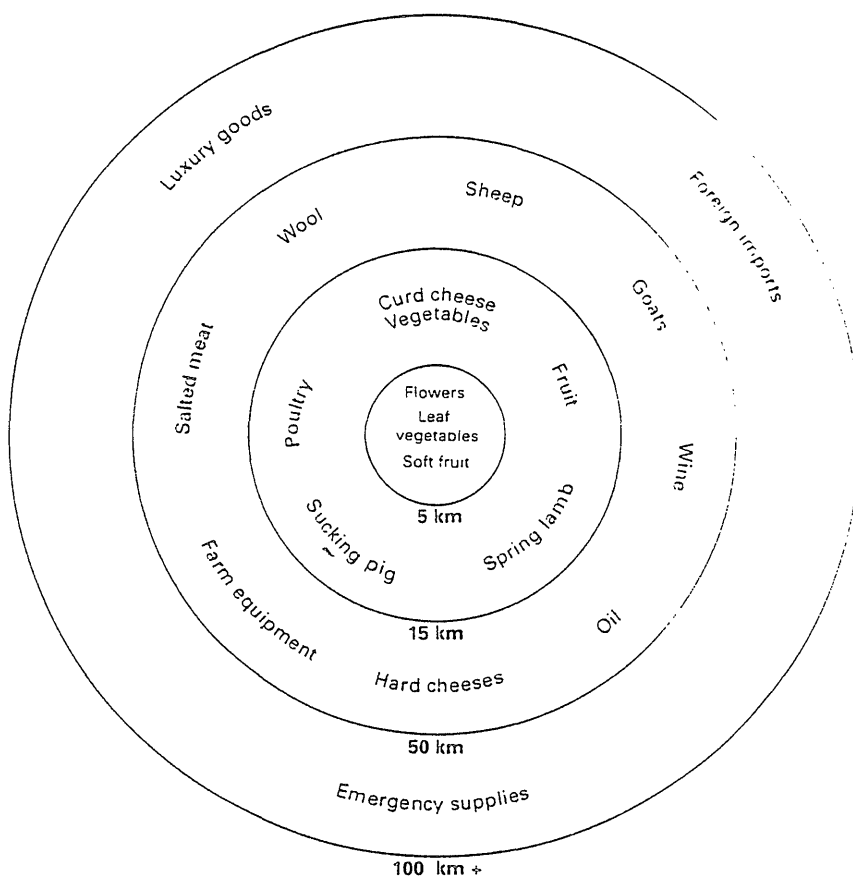 Luxury goods
Foreign imports
Sheep
Wool
Goats
Curd cheese
Vegetables
Salted meat
Poultry
Fruit
Flowers
Leaf
vegetables
Soft fruit
Wine
5 km
Sucking pig
Spring lamb
Farm equipment
15 km
Oil
Hard cheeses
50 km
Emergency supplies
100 km ÷